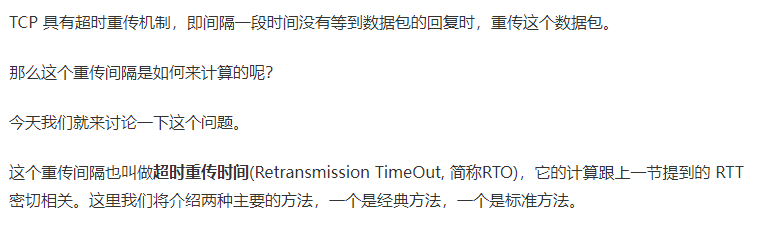 TCP 具有超时重传机制，即间隔一段时间没有等到数据包的回复时，重传这个数据包。
那么这个重传间隔是如何来计算的呢？
今天我们就来讨论一下这个问题。
这个重传间隔也叫做超时重传时间(Retransmission TimeOut, 简称RTO)，它的计算跟上一节提到的 RTT
密切相关。这里我们将介绍两种主要的方法，一个是经典方法，一个是标准方法。